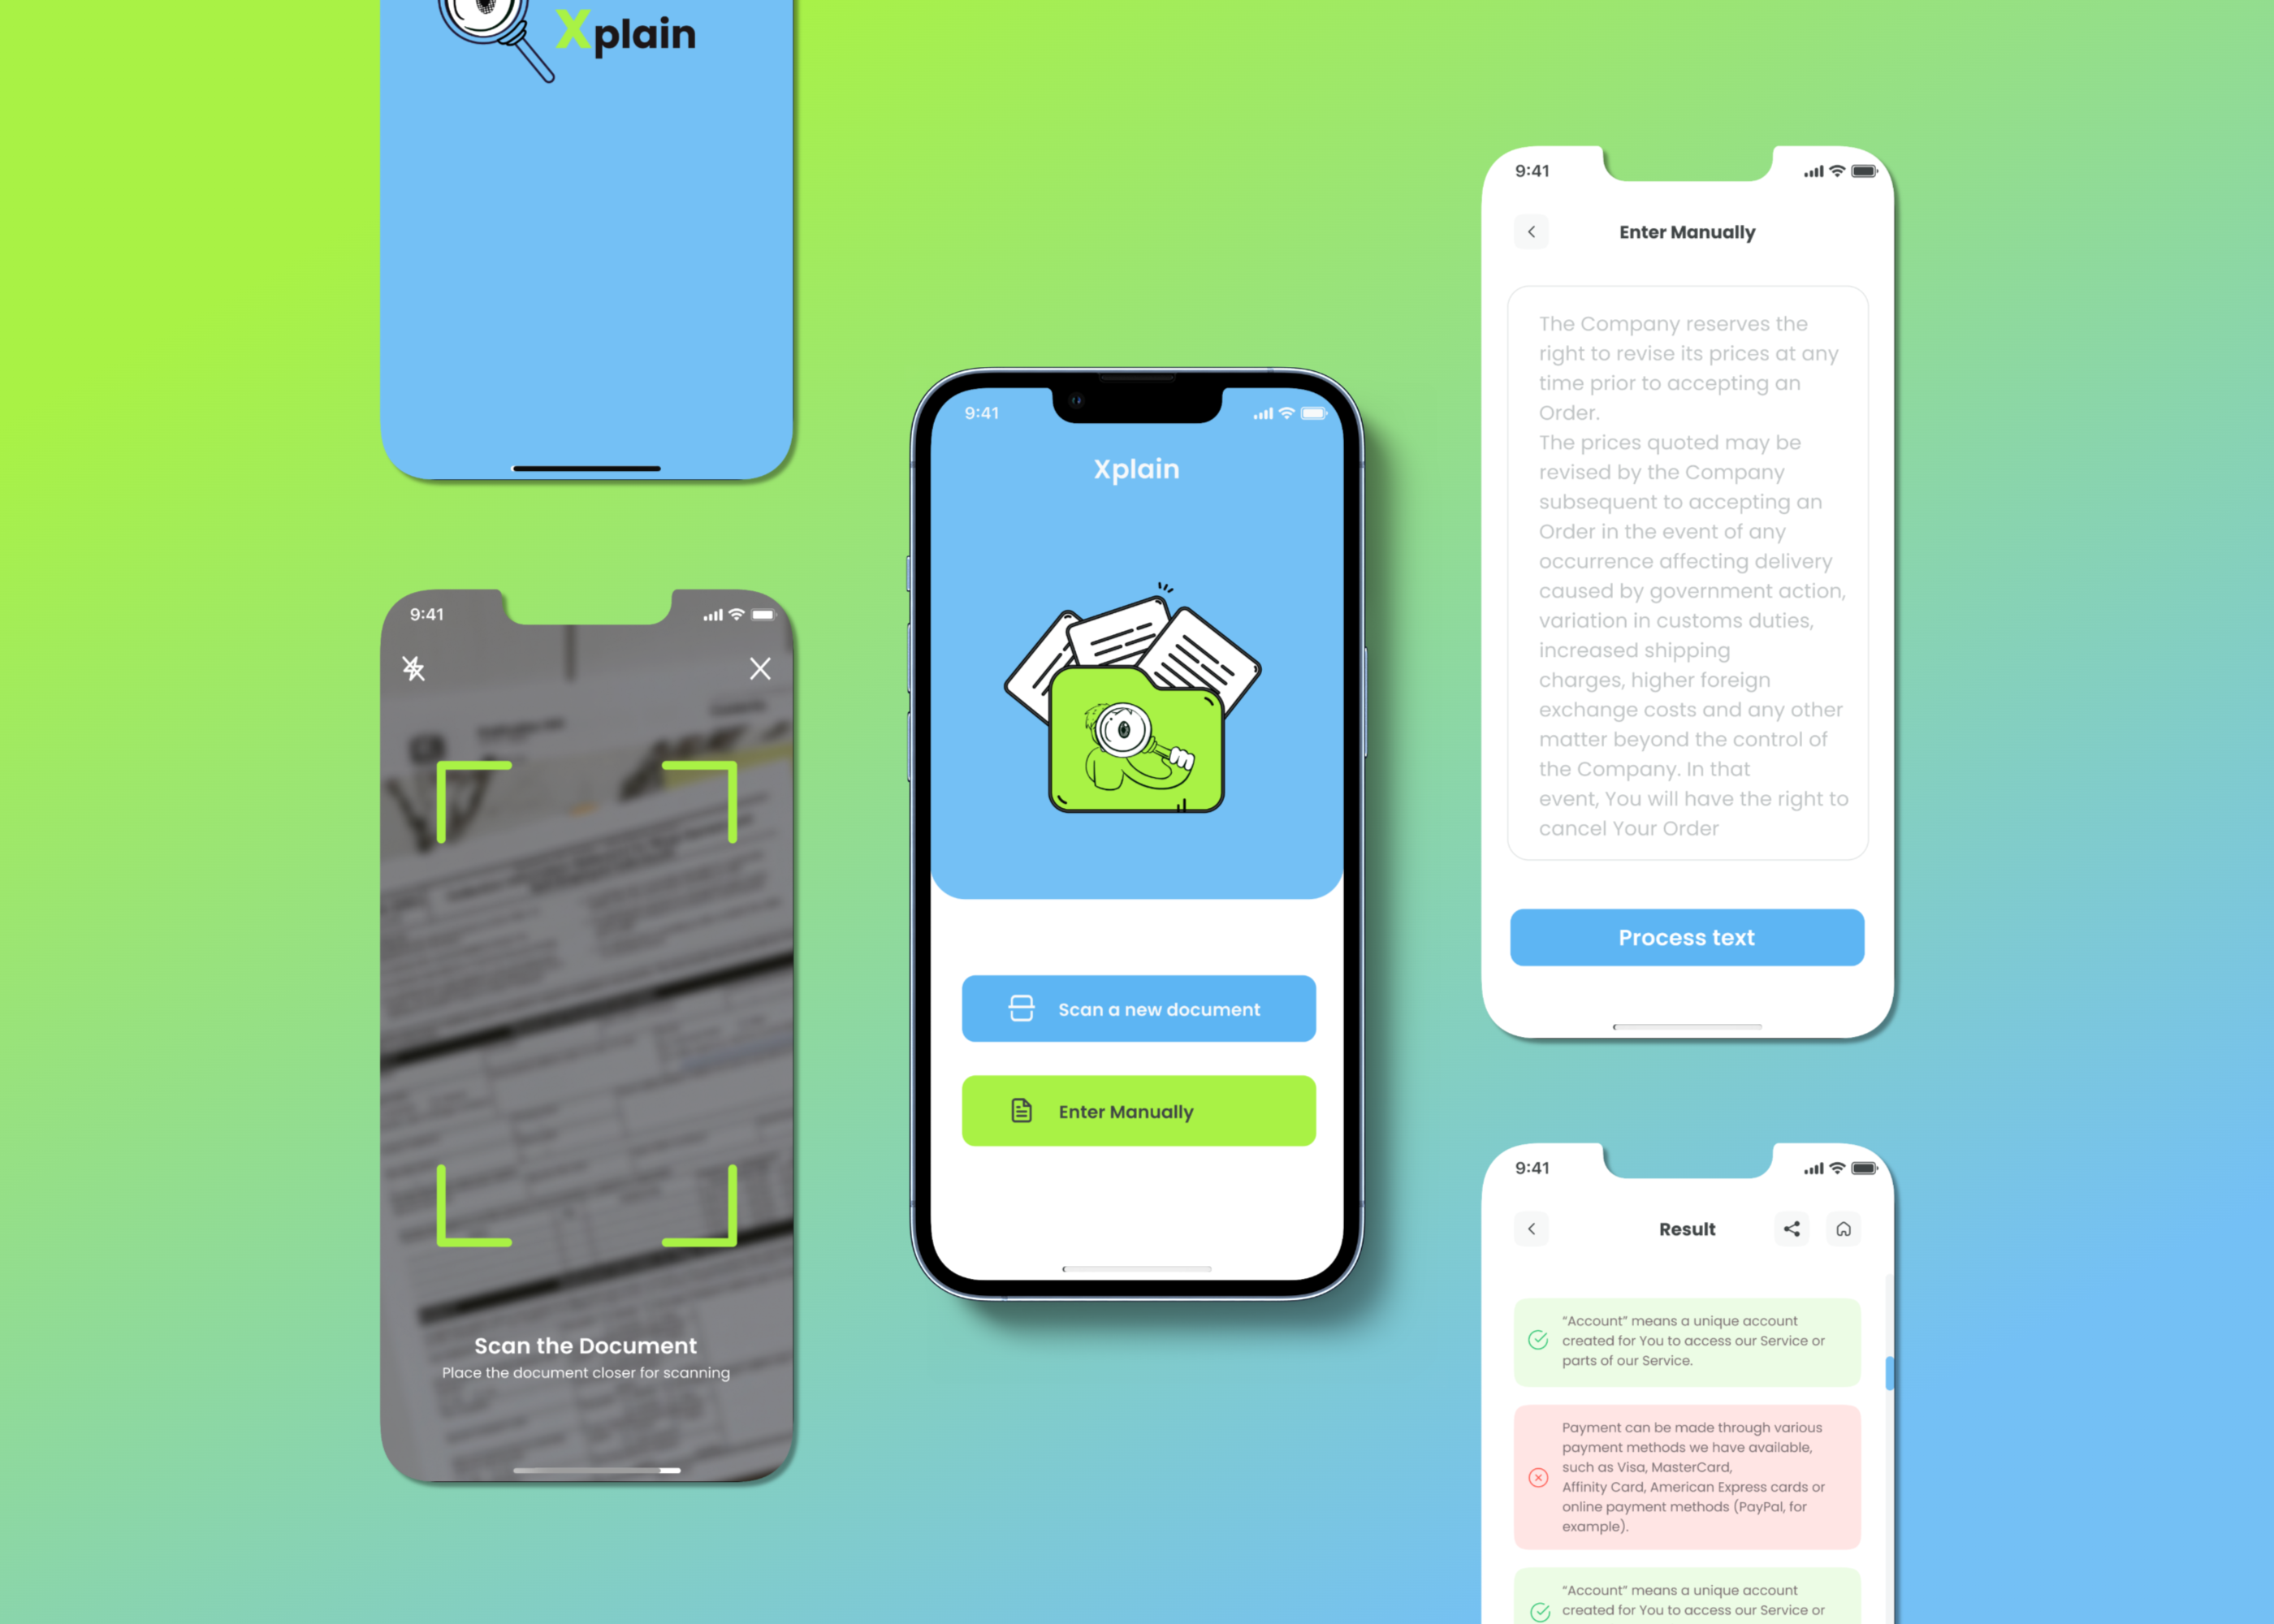 Xplain
9:41
Scan the Document
Place the document closer for scanning
9:41
Xplain
Scan a new document
Enter Manually
9:41
Enter Manually
The Company reserves the
right to revise its prices at any
time prior to accepting an
Order.
The prices quoted may be
revised by the Company
subsequent to accepting an
Order in the event of any
occurrence affecting delivery
caused by government action,
variation in customs duties,
increased shipping
charges, higher foreign
exchange costs and any other
matter beyond the control of
the Company. In that
event, You will have the right to
cancel Your Order
Process text
9:41
Result
“Account” means a unique account
created for You to access our Service or
parts of our Service.
Payment can be made through various
payment methods we have available,
such as Visa, MasterCard,
Affinity Card, American Express cards or
online payment methods (PayPal, for
example).
“Account” means a unique account
created for You to access our Service or